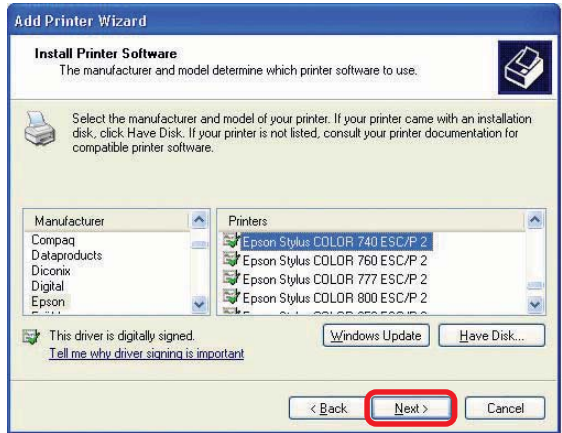 Add Printer Wizard
Install Printer Software
The manufacturer and model determine which printer software to use.
Select the manufacturer and model of your printer. If your printer came with an installation
disk, click Have Disk. If your printer is not listed, consult your printer documentation for
compatible printer software.
Manufacturer
Compaq
Dataproducts
Diconix
Digital
Epson
Printers
Epson Stylus COLOR 740 ESC/P 2
Epson Stylus COLOR 760 ESC/P 2
Epson Stylus COLOR 777 ESC/P 2
Epson Stylus COLOR 800 ESC/P 2
This driver is digitally signed.
Tell me why driver signing is important
Windows Update
Have Disk...
< Back
Next >
Cancel